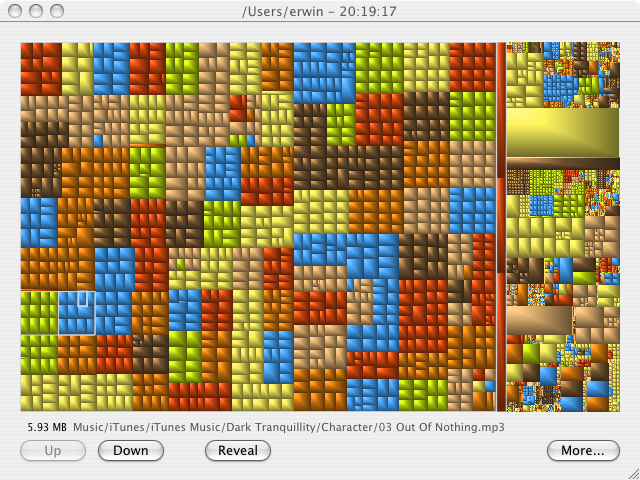 /Users/erwin – 20:19:17
5.93 MB Music/iTunes/iTunes Music/Dark Tranquillity/Character/03 Out Of Nothing.mp3
Up Down Reveal More...